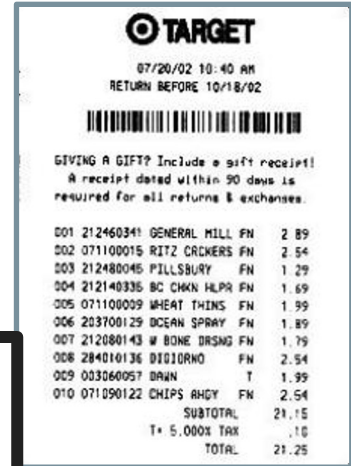 TARGET
07/20/02 10:40 AM
RETURN BEFORE 10/18/02
GIVING A GIFT? Include a gift receipt!
A receipt dated within 90 days is
required for all returns & exchanges.
001 212460341 GENERAL MILL FN 2.89
002 071100015 RITZ CRCKERS FN 2.54
003 212480045 PILLSBURY FN 1.29
004 212140336 BC CHKN HLPR FN 1.69
005 071100009 WHEAT THINS FN 1.99
006 203700129 OCEAN SPRAY FN 1.89
007 212080143 W BONE DRSNG FN 1.79
008 284010136 DIGIORNO FN 2.54
009 003060057 DAWN T 1.99
010 071090122 CHIPS AHOY FN 2.54
SUBTOTAL 21.15
T= 5.000% TAX .10
TOTAL 21.25